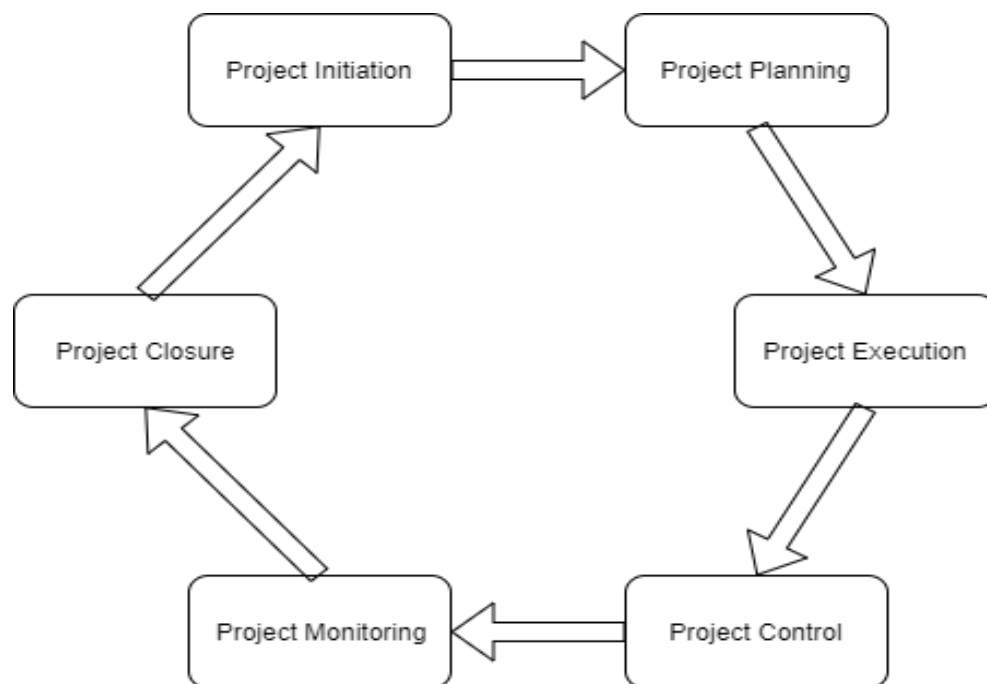 Project Initiation
Project Planning
Project Execution
Project Control
Project Monitoring
Project Closure